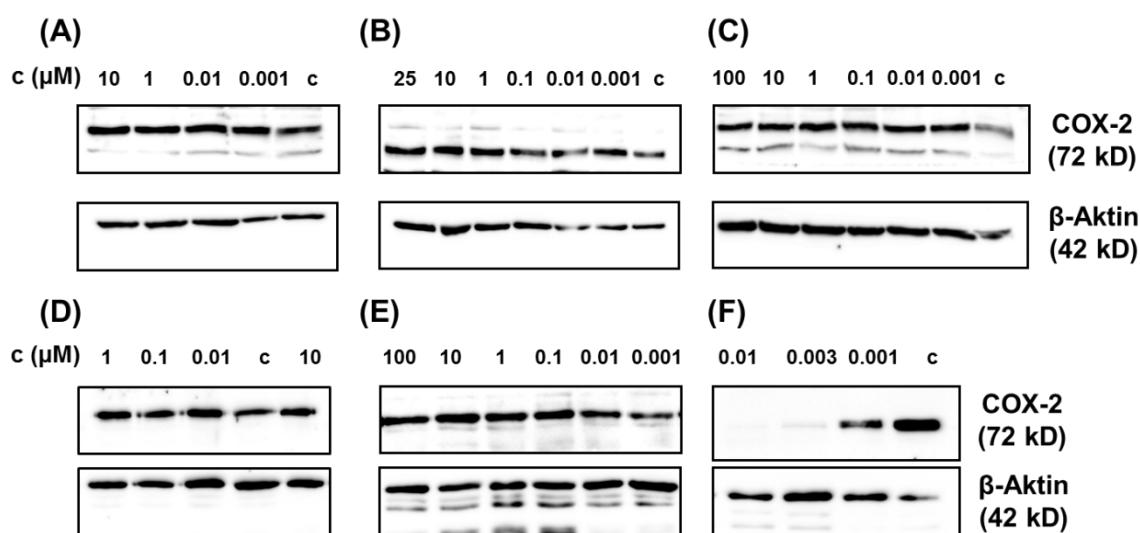 (A)
(B)
(C)
c (µM)
10 1 0.01 0.001 c
25 10 1 0.1 0.01 0.001 c
100 10 1 0.1 0.01 0.001 c
COX-2
(72 kD)
β-Aktin
(42 kD)
(D)
(E)
(F)
c (µM)
1 0.1 0.01 c 10
100 10 1 0.1 0.01 0.001
0.01 0.003 0.001 c
COX-2
(72 kD)
β-Aktin
(42 kD)